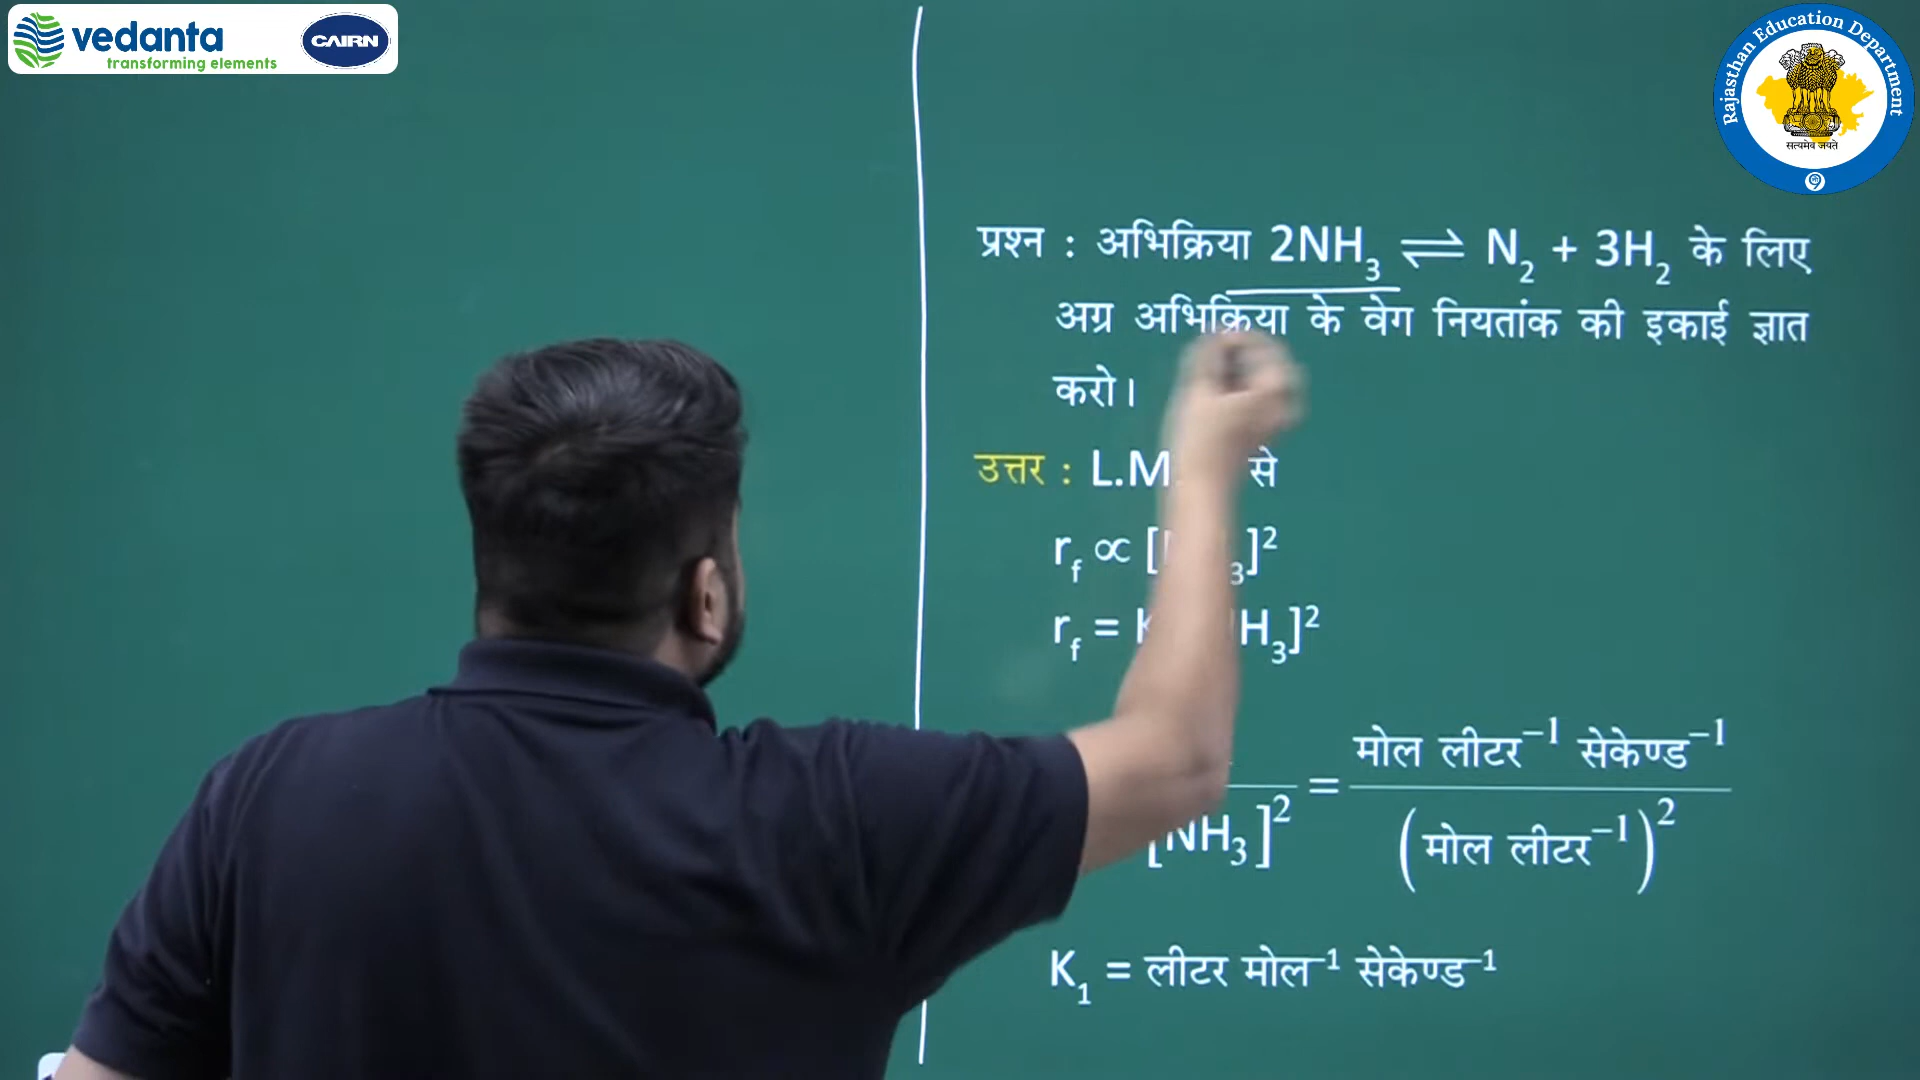 vedanta
transforming elements
CAIRN
Rajasthan Education Department
सत्यमेव जयते
प्रश्न : अभिक्रिया 2NH₃ ⇌ N₂ + 3H₂ के लिए
अग्र अभिक्रिया के वेग नियतांक की इकाई ज्ञात
करो।
उत्तर : L.M से
r_f ∝ [ ₃]²
r_f = K H₃]²
[NH₃]² = मोल लीटर⁻¹ सेकेण्ड⁻¹
(मोल लीटर⁻¹)²
K₁ = लीटर मोल⁻¹ सेकेण्ड⁻¹